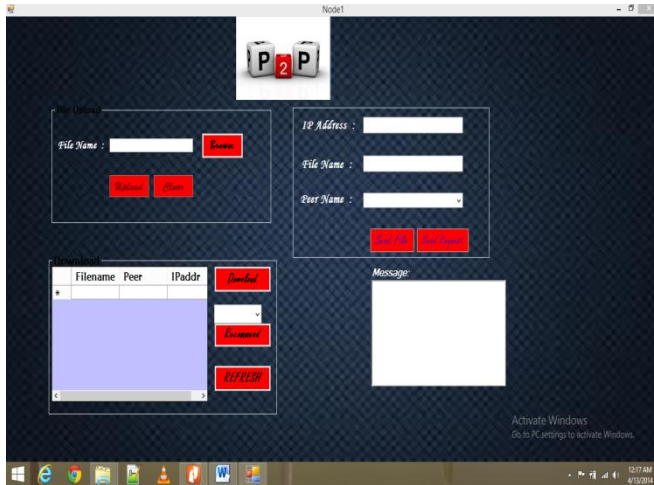 Node1
P 2 P
File Upload
File Name :
Browse
Upload Clear
IP Address :
File Name :
Peer Name :
Send File Send Request
Download
Filename Peer IPaddr
Download
Recommend
REFRESH
Message:
Activate Windows
Go to PC settings to activate Windows.
12:17 AM
4/13/2014